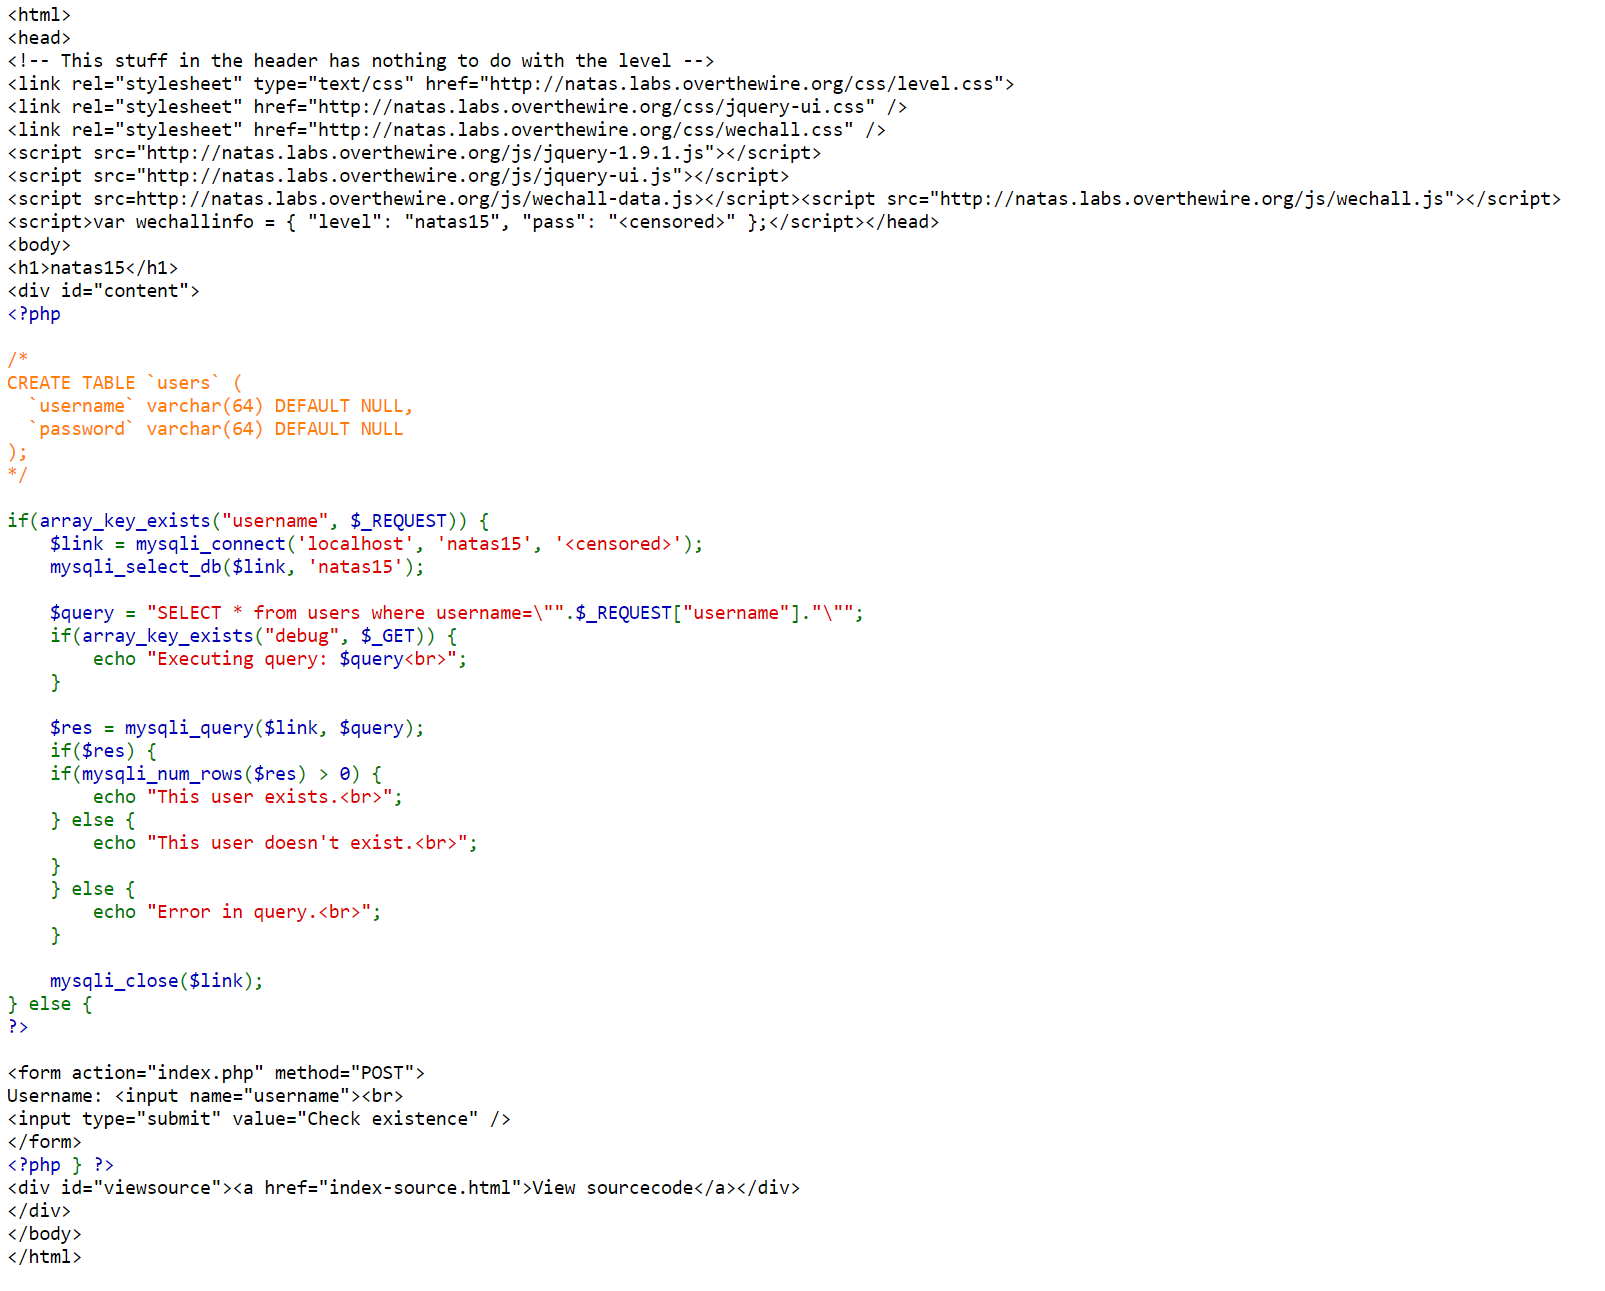 <html>
<head>
<!-- This stuff in the header has nothing to do with the level -->
<link rel="stylesheet" type="text/css" href="http://natas.labs.overthewire.org/css/level.css">
<link rel="stylesheet" href="http://natas.labs.overthewire.org/css/jquery-ui.css" />
<link rel="stylesheet" href="http://natas.labs.overthewire.org/css/wechall.css" />
<script src="http://natas.labs.overthewire.org/js/jquery-1.9.1.js"></script>
<script src="http://natas.labs.overthewire.org/js/jquery-ui.js"></script>
<script src=http://natas.labs.overthewire.org/js/wechall-data.js></script><script src="http://natas.labs.overthewire.org/js/wechall.js"></script>
<script>var wechallinfo = { "level": "natas15", "pass": "<censored>" };</script></head>
<body>
<h1>natas15</h1>
<div id="content">
<?php

/*
CREATE TABLE `users` (
  `username` varchar(64) DEFAULT NULL,
  `password` varchar(64) DEFAULT NULL
);
*/

if(array_key_exists("username", $_REQUEST)) {
    $link = mysqli_connect('localhost', 'natas15', '<censored>');
    mysqli_select_db($link, 'natas15');

    $query = "SELECT * from users where username=\"".$_REQUEST["username"]."\"";
    if(array_key_exists("debug", $_GET)) {
        echo "Executing query: $query<br>";
    }

    $res = mysqli_query($link, $query);
    if($res) {
    if(mysqli_num_rows($res) > 0) {
        echo "This user exists.<br>";
    } else {
        echo "This user doesn't exist.<br>";
    }
    } else {
        echo "Error in query.<br>";
    }

    mysqli_close($link);
} else {
?>

<form action="index.php" method="POST">
Username: <input name="username"><br>
<input type="submit" value="Check existence" />
</form>
<?php } ?>
<div id="viewsource"><a href="index-source.html">View sourcecode</a></div>
</div>
</body>
</html>